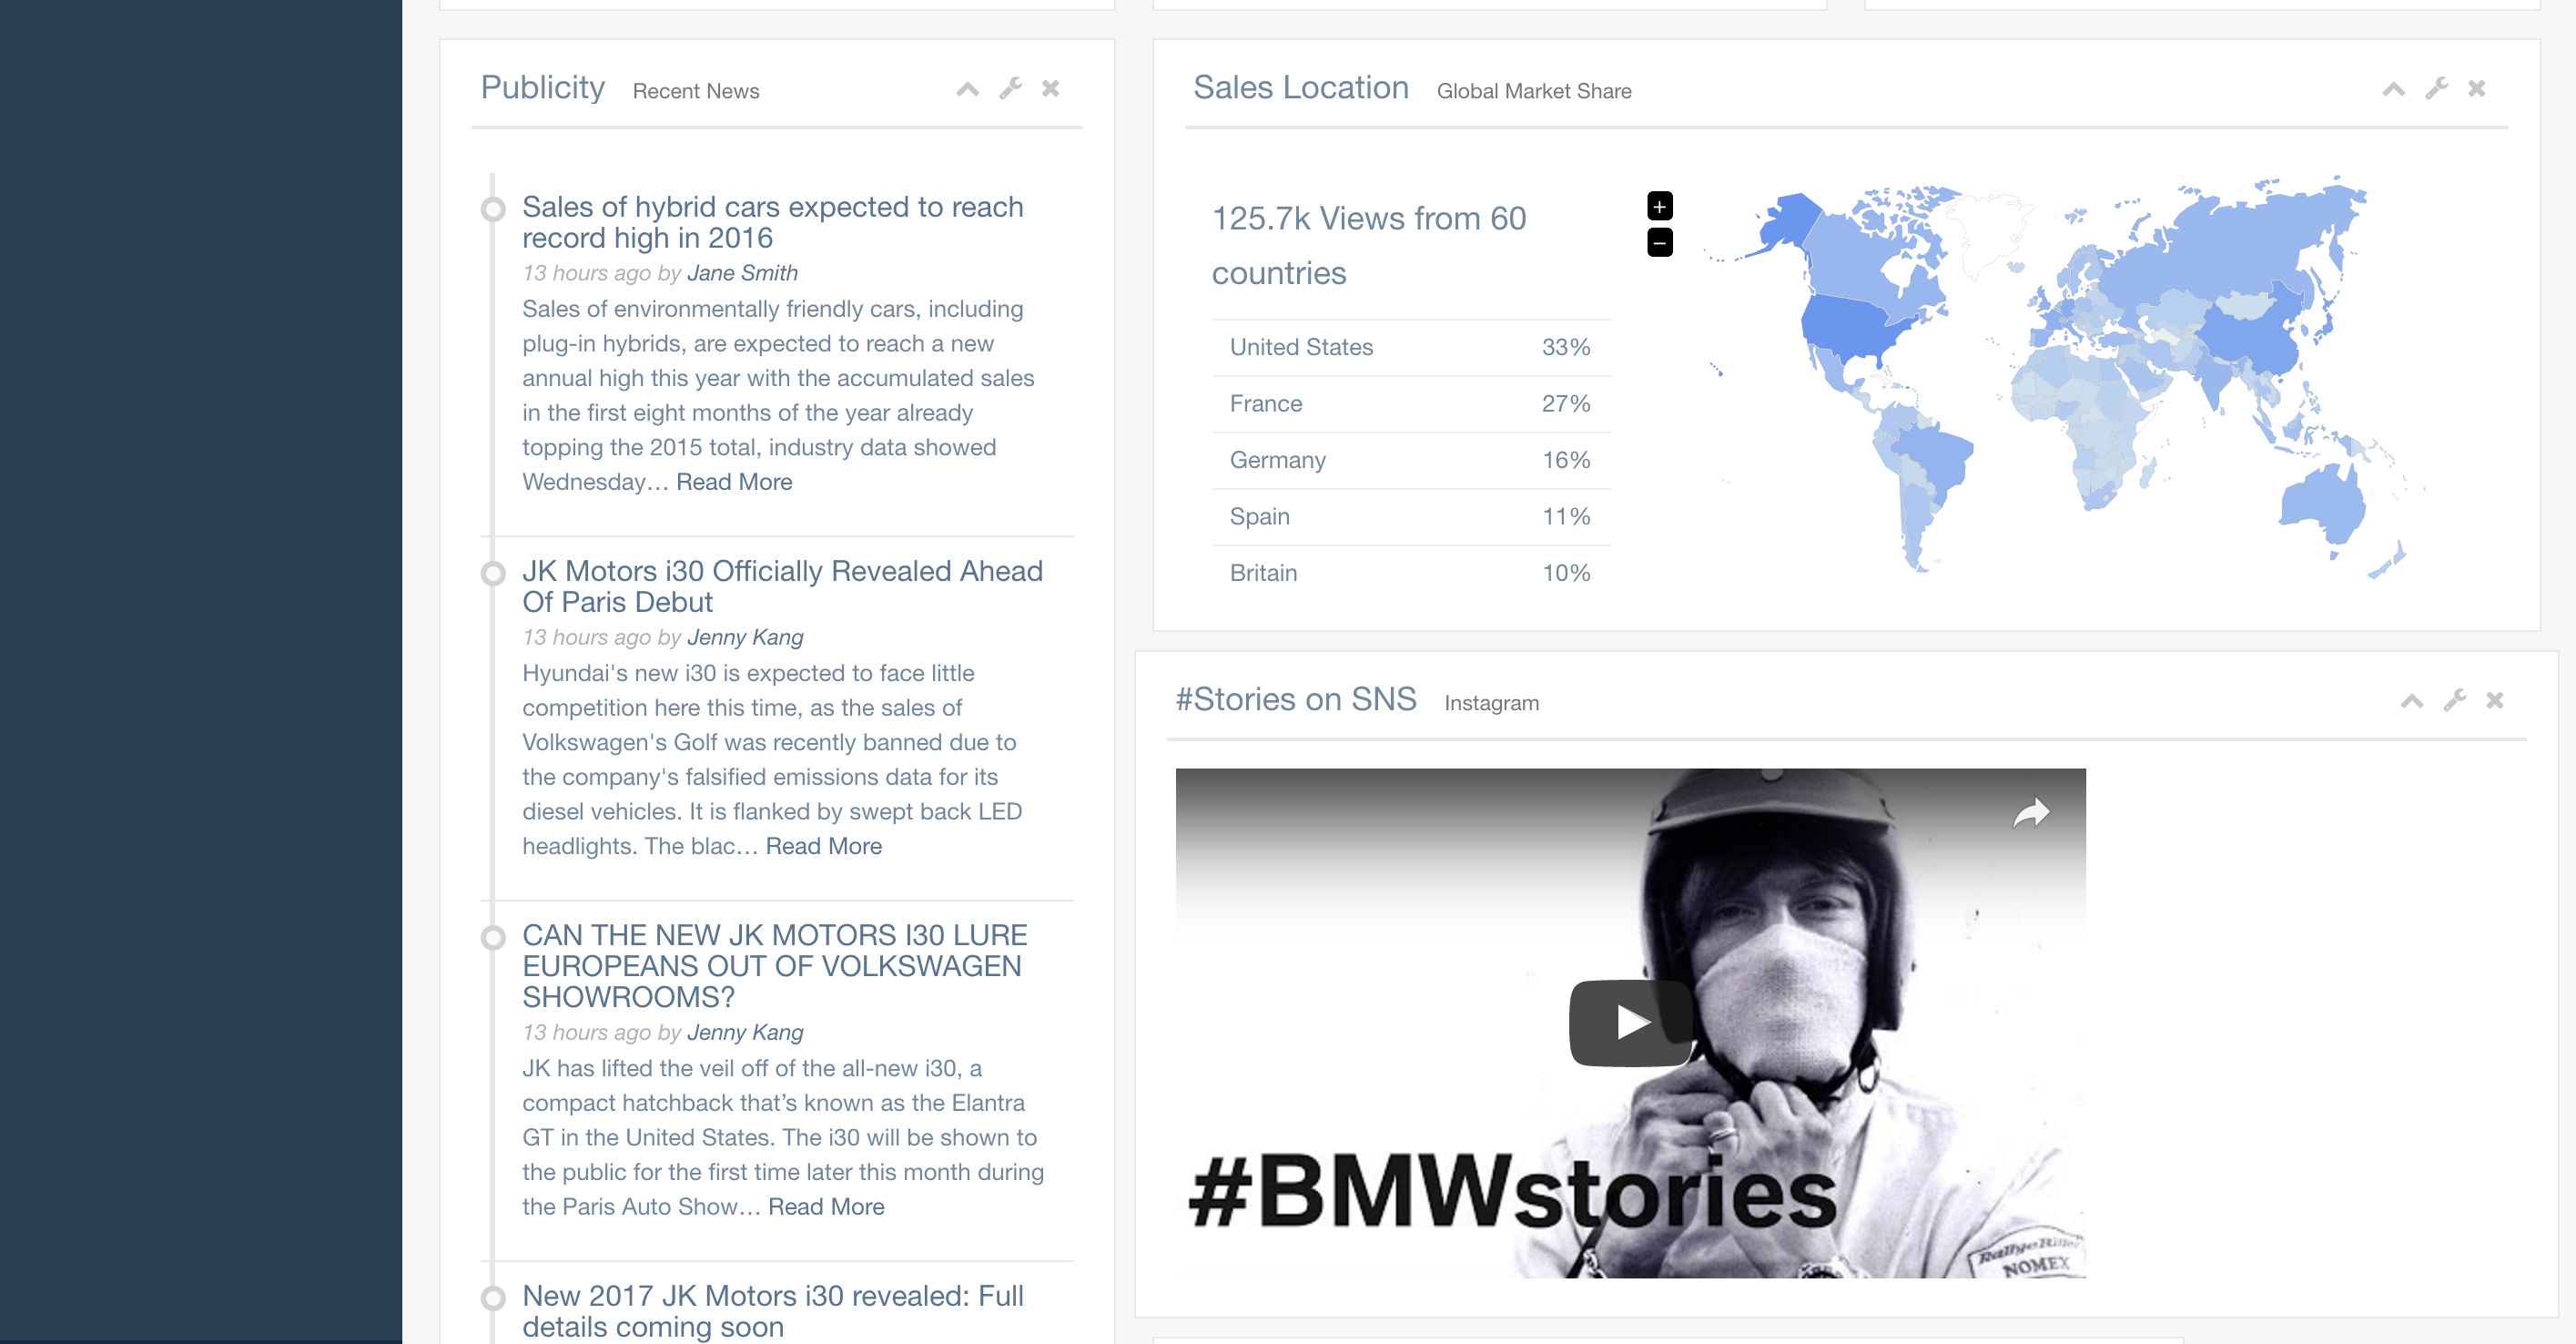 Publicity Recent News
Sales of hybrid cars expected to reach
record high in 2016
13 hours ago by Jane Smith
Sales of environmentally friendly cars, including
plug-in hybrids, are expected to reach a new
annual high this year with the accumulated sales
in the first eight months of the year already
topping the 2015 total, industry data showed
Wednesday… Read More
JK Motors i30 Officially Revealed Ahead
Of Paris Debut
13 hours ago by Jenny Kang
Hyundai's new i30 is expected to face little
competition here this time, as the sales of
Volkswagen's Golf was recently banned due to
the company's falsified emissions data for its
diesel vehicles. It is flanked by swept back LED
headlights. The blac… Read More
CAN THE NEW JK MOTORS I30 LURE
EUROPEANS OUT OF VOLKSWAGEN
SHOWROOMS?
13 hours ago by Jenny Kang
JK has lifted the veil off of the all-new i30, a
compact hatchback that’s known as the Elantra
GT in the United States. The i30 will be shown to
the public for the first time later this month during
the Paris Auto Show… Read More
New 2017 JK Motors i30 revealed: Full
details coming soon
Sales Location Global Market Share
125.7k Views from 60
countries
United States 33%
France 27%
Germany 16%
Spain 11%
Britain 10%
+
−
#Stories on SNS Instagram
#BMWstories
NOMEX